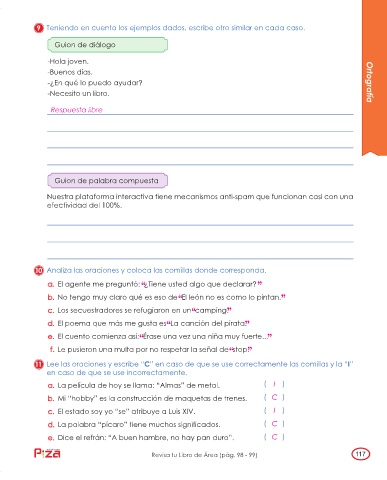 9 Teniendo en cuenta los ejemplos dados, escribe otro similar en cada caso.
Guion de diálogo
-Hola joven.
-Buenos días.
-¿En qué lo puedo ayudar?
-Necesito un libro.
Respuesta libre
Guion de palabra compuesta
Nuestra plataforma interactiva tiene mecanismos anti-spam que funcionan casi con una
efectividad del 100%.
10 Analiza las oraciones y coloca las comillas donde corresponda.
a. El agente me preguntó: “¿Tiene usted algo que declarar?”
b. No tengo muy claro qué es eso de “El león no es como lo pintan.”
c. Los secuestradores se refugiaron en un “camping”
d. El poema que más me gusta es “La canción del pirata”
e. El cuento comienza así: “Érase una vez una niña muy fuerte...”
f. Le pusieron una multa por no respetar la señal de “stop”
11 Lee las oraciones y escribe “C” en caso de que se use correctamente las comillas y la “I”
en caso de que se use incorrectamente.
a. La película de hoy se llama: “Almas” de metal. ( I )
b. Mi “hobby” es la construcción de maquetas de trenes. ( C )
c. El estado soy yo “se” atribuye a Luis XIV. ( I )
d. La palabra “pícaro” tiene muchos significados. ( C )
e. Dice el refrán: “A buen hambre, no hay pan duro”. ( C )
Ortografía
Revisa tu Libro de Área (pág. 98 - 99)
117